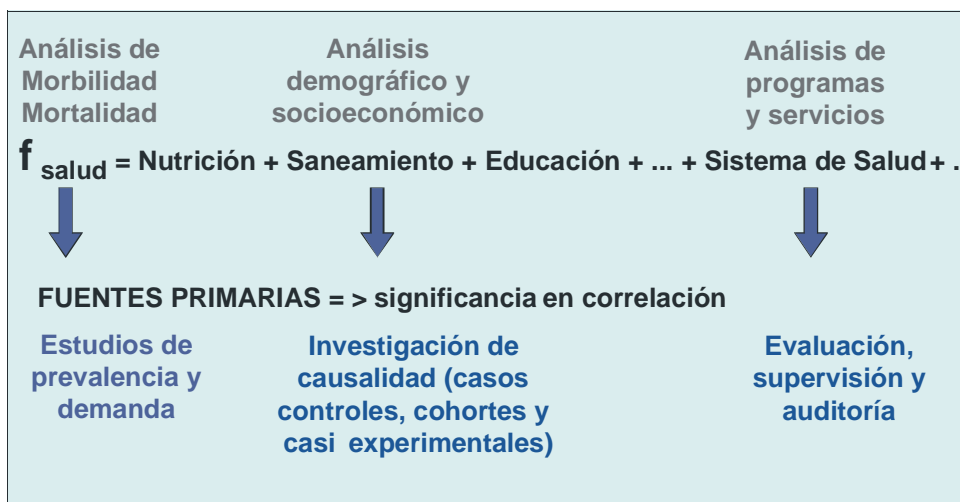 Análisis de
Morbilidad
Mortalidad
Análisis
demográfico y
socioeconómico
Análisis de
programas
y servicios
f salud = Nutrición + Saneamiento + Educación + ... + Sistema de Salud + .
FUENTES PRIMARIAS = > significancia en correlación
Estudios de
prevalencia y
demanda
Investigación de
causalidad (casos
controles, cohortes y
casi experimentales)
Evaluación,
supervisión y
auditoría